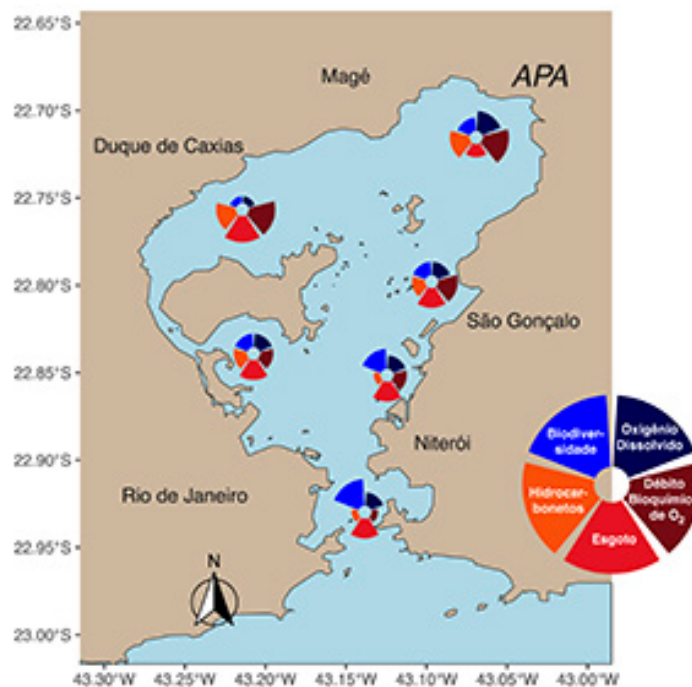 22.65°S
Magé
APA
22.70°S
Duque de Caxias
22.75°S
22.80°S
São Gonçalo
22.85°S
Niterói
22.90°S
Rio de Janeiro
22.95°S
N
23.00°S
43.30°W 43.25°W 43.20°W 43.15°W 43.10°W 43.05°W 43.00°W
Biodiver-
sidade
Oxigênio
Dissolvido
Hidrocar-
bonetos
Débito
Bioquímico
de O2
Esgoto